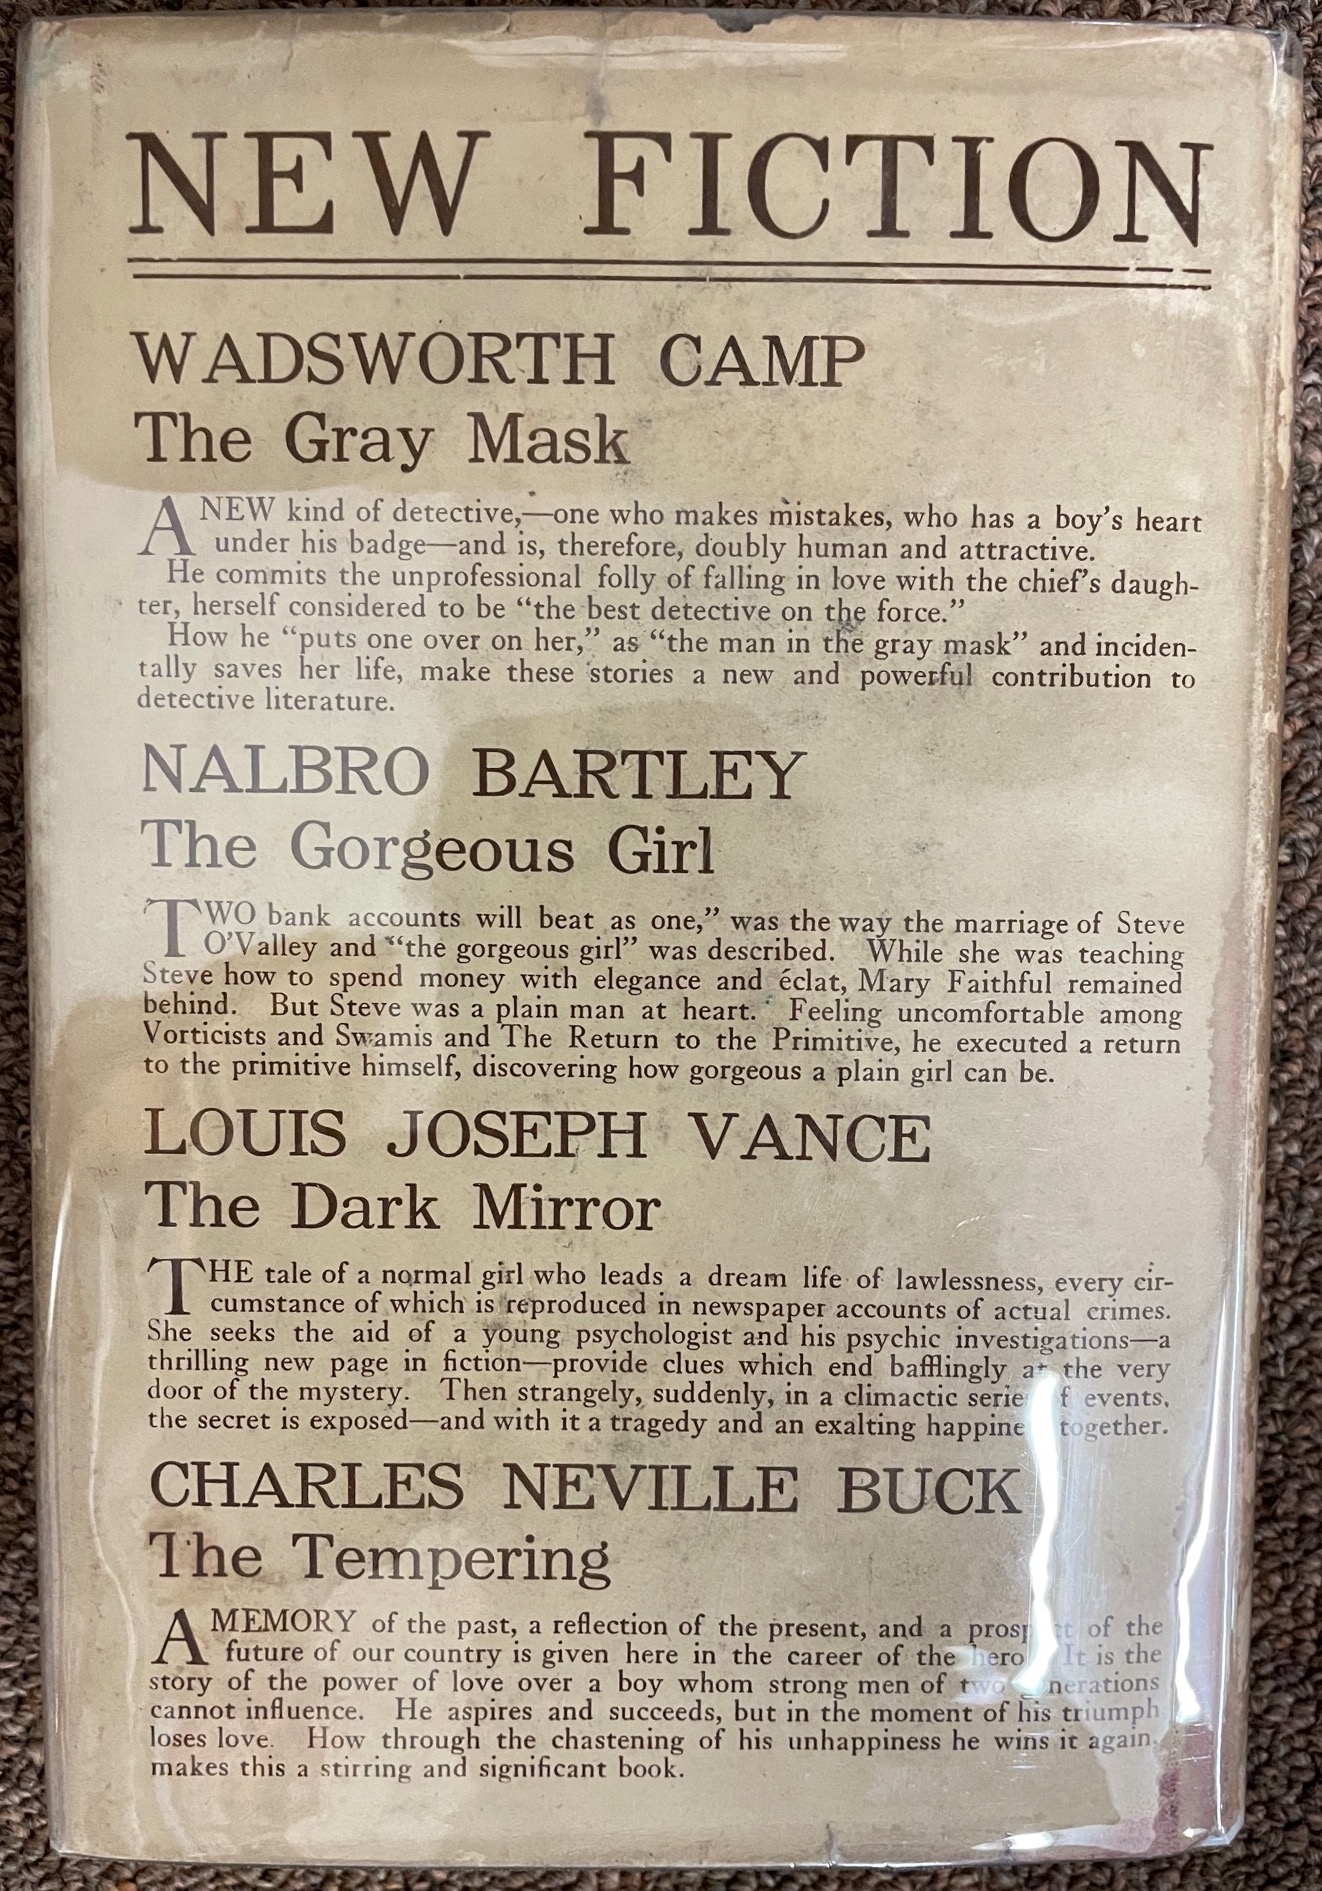 NEW FICTION
WADSWORTH CAMP
The Gray Mask
A NEW kind of detective,—one who makes mistakes, who has a boy's heart
under his badge—and is, therefore, doubly human and attractive.
He commits the unprofessional folly of falling in love with the chief's daugh-
ter, herself considered to be "the best detective on the force."
How he "puts one over on her," as "the man in the gray mask" and inciden-
tally saves her life, make these stories a new and powerful contribution to
detective literature.
NALBRO BARTLEY
The Gorgeous Girl
TWO bank accounts will beat as one," was the way the marriage of Steve
O'Valley and "the gorgeous girl" was described. While she was teaching
Steve how to spend money with elegance and éclat, Mary Faithful remained
behind. But Steve was a plain man at heart. Feeling uncomfortable among
Vorticists and Swamis and The Return to the Primitive, he executed a return
to the primitive himself, discovering how gorgeous a plain girl can be.
LOUIS JOSEPH VANCE
The Dark Mirror
THE tale of a normal girl who leads a dream life of lawlessness, every cir-
cumstance of which is reproduced in newspaper accounts of actual crimes.
She seeks the aid of a young psychologist and his psychic investigations—a
thrilling new page in fiction—provide clues which end bafflingly at the very
door of the mystery. Then strangely, suddenly, in a climactic series of events,
the secret is exposed—and with it a tragedy and an exalting happiness together.
CHARLES NEVILLE BUCK
The Tempering
A MEMORY of the past, a reflection of the present, and a prospect of the
future of our country is given here in the career of the hero. It is the
story of the power of love over a boy whom strong men of two generations
cannot influence. He aspires and succeeds, but in the moment of his triumph
loses love. How through the chastening of his unhappiness he wins it again,
makes this a stirring and significant book.